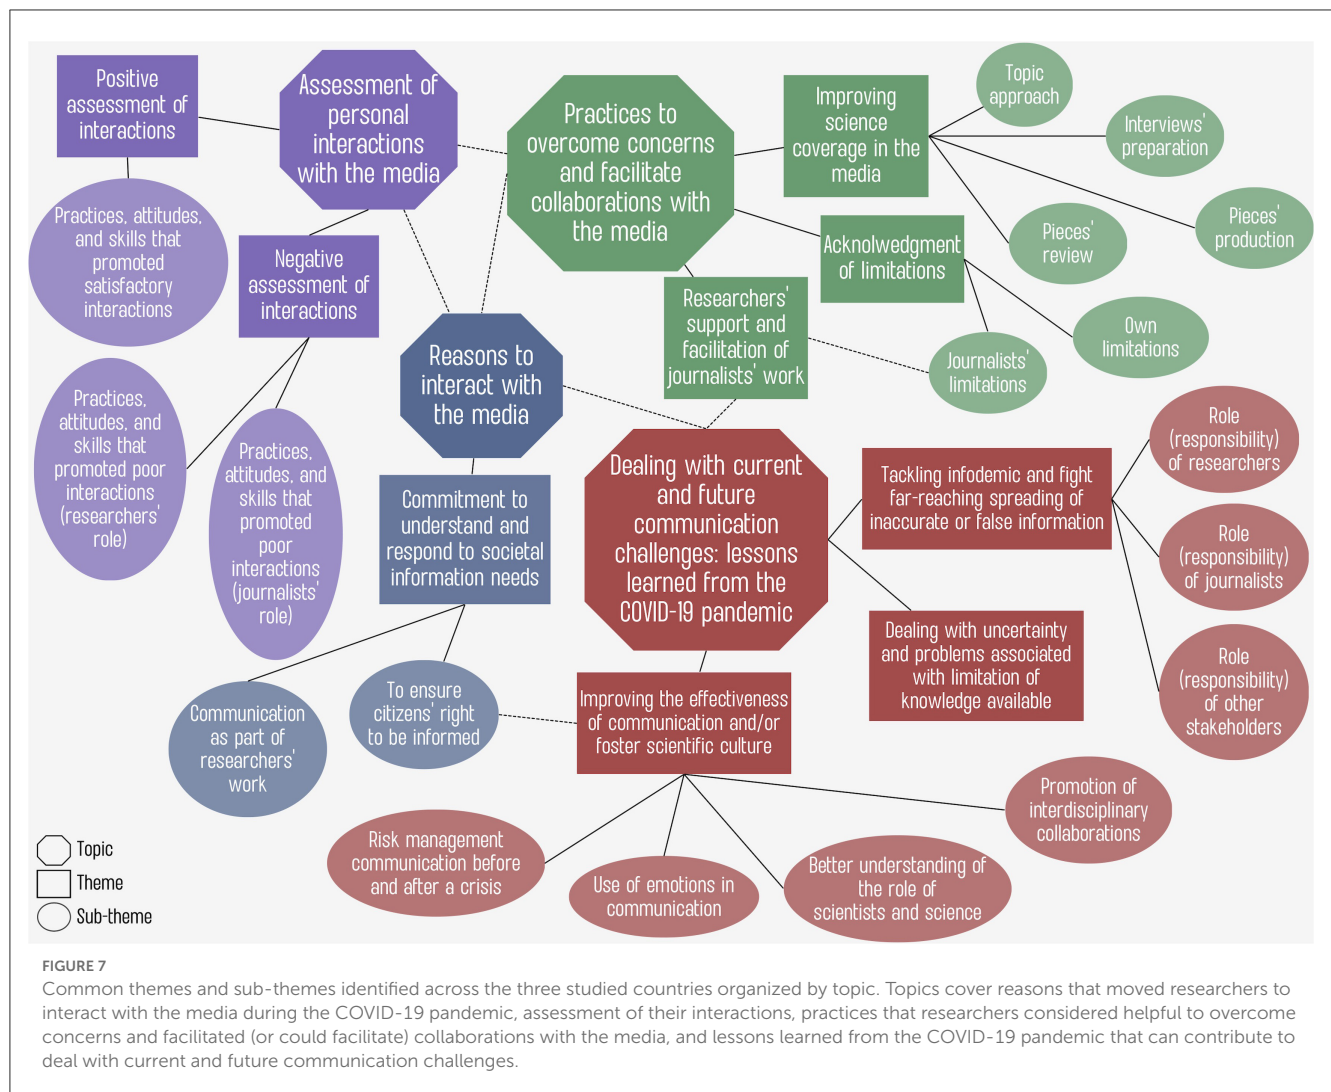 Positive
assessment of
interactions
Assessment of
personal
interactions
with the media
Practices to
overcome concerns
and facilitate
collaborations with
the media
Improving
science
coverage in the
media
Topic
approach
Interviews'
preparation
Pieces'
production
Pieces'
review
Practices, attitudes,
and skills that
promoted
satisfactory
interactions
Negative
assessment of
interactions
Acknolwedgment
of limitations
Own
limitations
Journalists'
limitations
Researchers'
support and
facilitation of
journalists' work
Reasons to
interact with
the media
Practices,
attitudes, and
skills that
promoted poor
interactions
(researchers'
role)
Practices,
attitudes, and
skills that
promoted
poor
interactions
(journalists'
role)
Commitment to
understand and
respond to societal
information needs
Dealing with current
and future
communication
challenges: lessons
learned from the
COVID-19 pandemic
Tackling infodemic and fight
far-reaching spreading of
inaccurate or false information
Role
(responsibility)
of researchers
Role
(responsibility)
of journalists
Role
(responsibility)
of other
stakeholders
Dealing with uncertainty
and problems associated
with limitation of
knowledge available
Communication
as part of
researchers'
work
To ensure
citizens' right
to be informed
Improving the effectiveness
of communication and/or
foster scientific culture
Risk management
communication before
and after a crisis
Use of emotions in
communication
Better understanding of
the role of
scientists and science
Promotion of
interdisciplinary
collaborations
Topic
Theme
Sub-theme
FIGURE 7
Common themes and sub-themes identified across the three studied countries organized by topic. Topics cover reasons that moved researchers to
interact with the media during the COVID-19 pandemic, assessment of their interactions, practices that researchers considered helpful to overcome
concerns and facilitated (or could facilitate) collaborations with the media, and lessons learned from the COVID-19 pandemic that can contribute to
deal with current and future communication challenges.